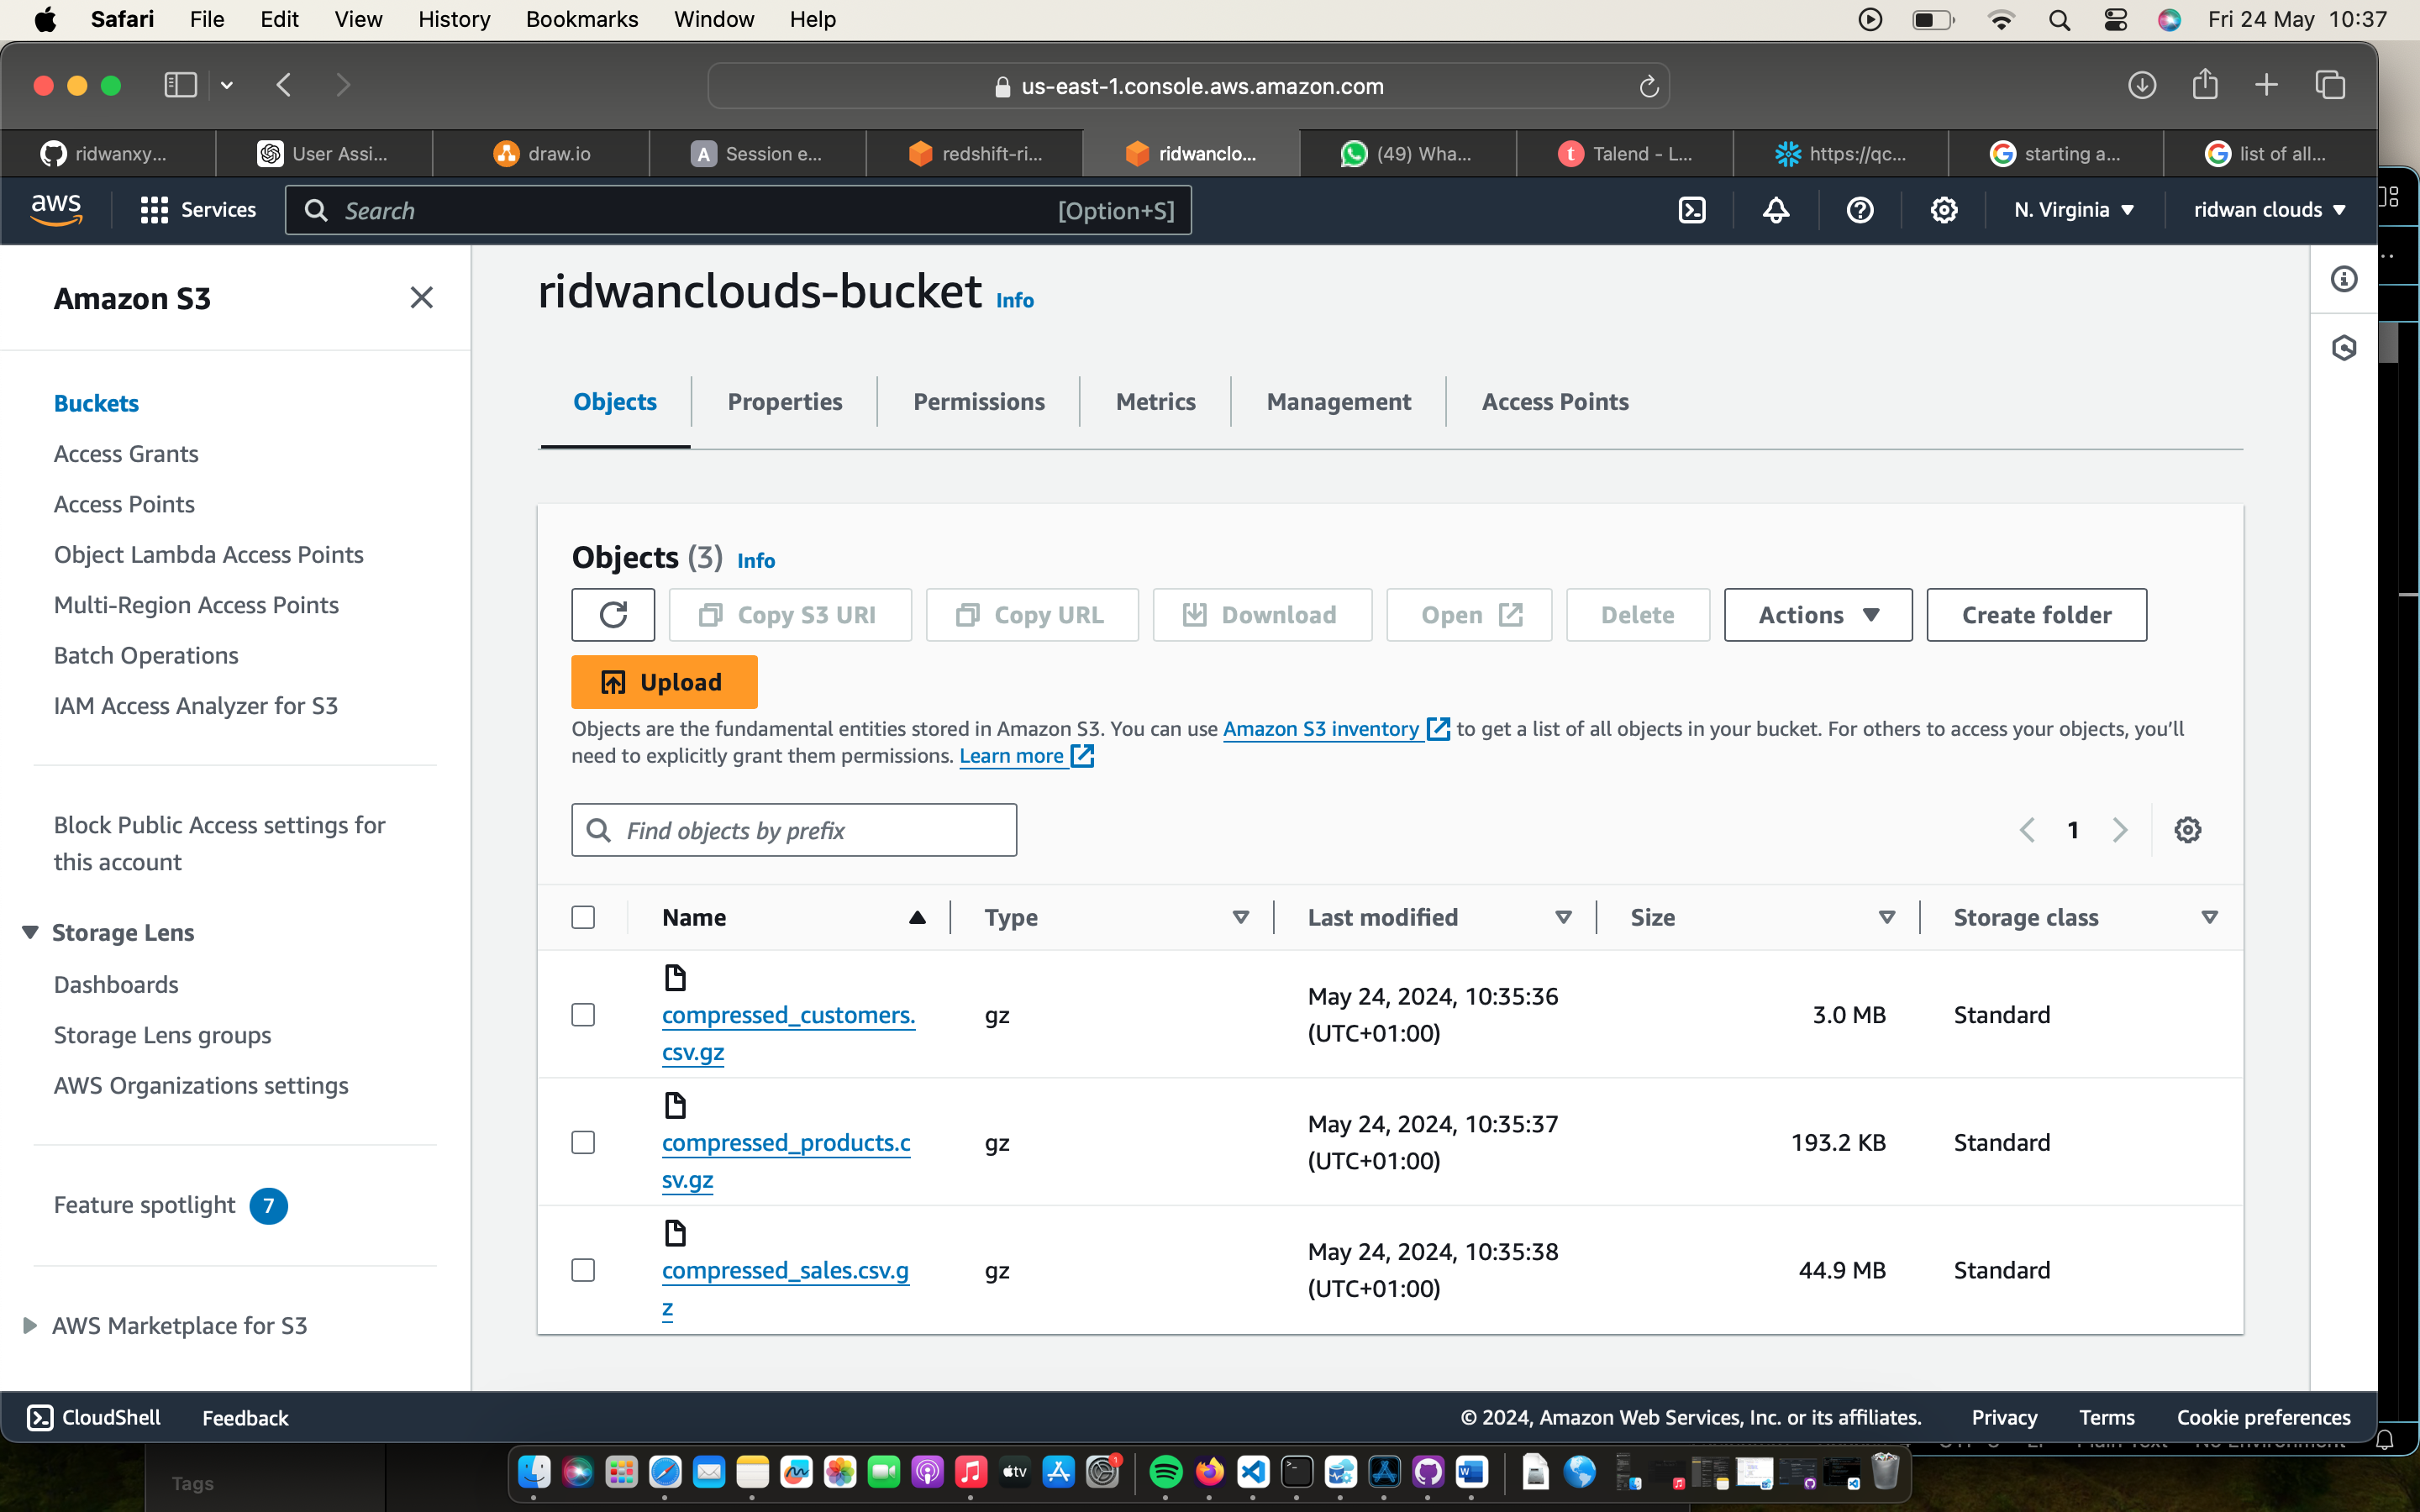 Safari File Edit View History Bookmarks Window Help Fri 24 May 10:37
us-east-1.console.aws.amazon.com
ridwanxy... User Assi... draw.io A Session e... redshift-ri... ridwanclo... (49) Wha... t Talend - L... https://qc... starting a... list of all...
aws Services Search [Option+S] N. Virginia ridwan clouds
Amazon S3
Buckets
Access Grants
Access Points
Object Lambda Access Points
Multi-Region Access Points
Batch Operations
IAM Access Analyzer for S3
Block Public Access settings for
this account
Storage Lens
Dashboards
Storage Lens groups
AWS Organizations settings
Feature spotlight 7
AWS Marketplace for S3
ridwanclouds-bucket Info
Objects Properties Permissions Metrics Management Access Points
Objects (3) Info
Copy S3 URI Copy URL Download Open Delete Actions Create folder
Upload
Objects are the fundamental entities stored in Amazon S3. You can use Amazon S3 inventory to get a list of all objects in your bucket. For others to access your objects, you'll
need to explicitly grant them permissions. Learn more
Find objects by prefix 1
Name Type Last modified Size Storage class
compressed_customers.
csv.gz
gz
May 24, 2024, 10:35:36
(UTC+01:00)
3.0 MB
Standard
compressed_products.c
sv.gz
gz
May 24, 2024, 10:35:37
(UTC+01:00)
193.2 KB
Standard
compressed_sales.csv.g
z
gz
May 24, 2024, 10:35:38
(UTC+01:00)
44.9 MB
Standard
CloudShell Feedback © 2024, Amazon Web Services, Inc. or its affiliates. Privacy Terms Cookie preferences
Tags
tv
1
W